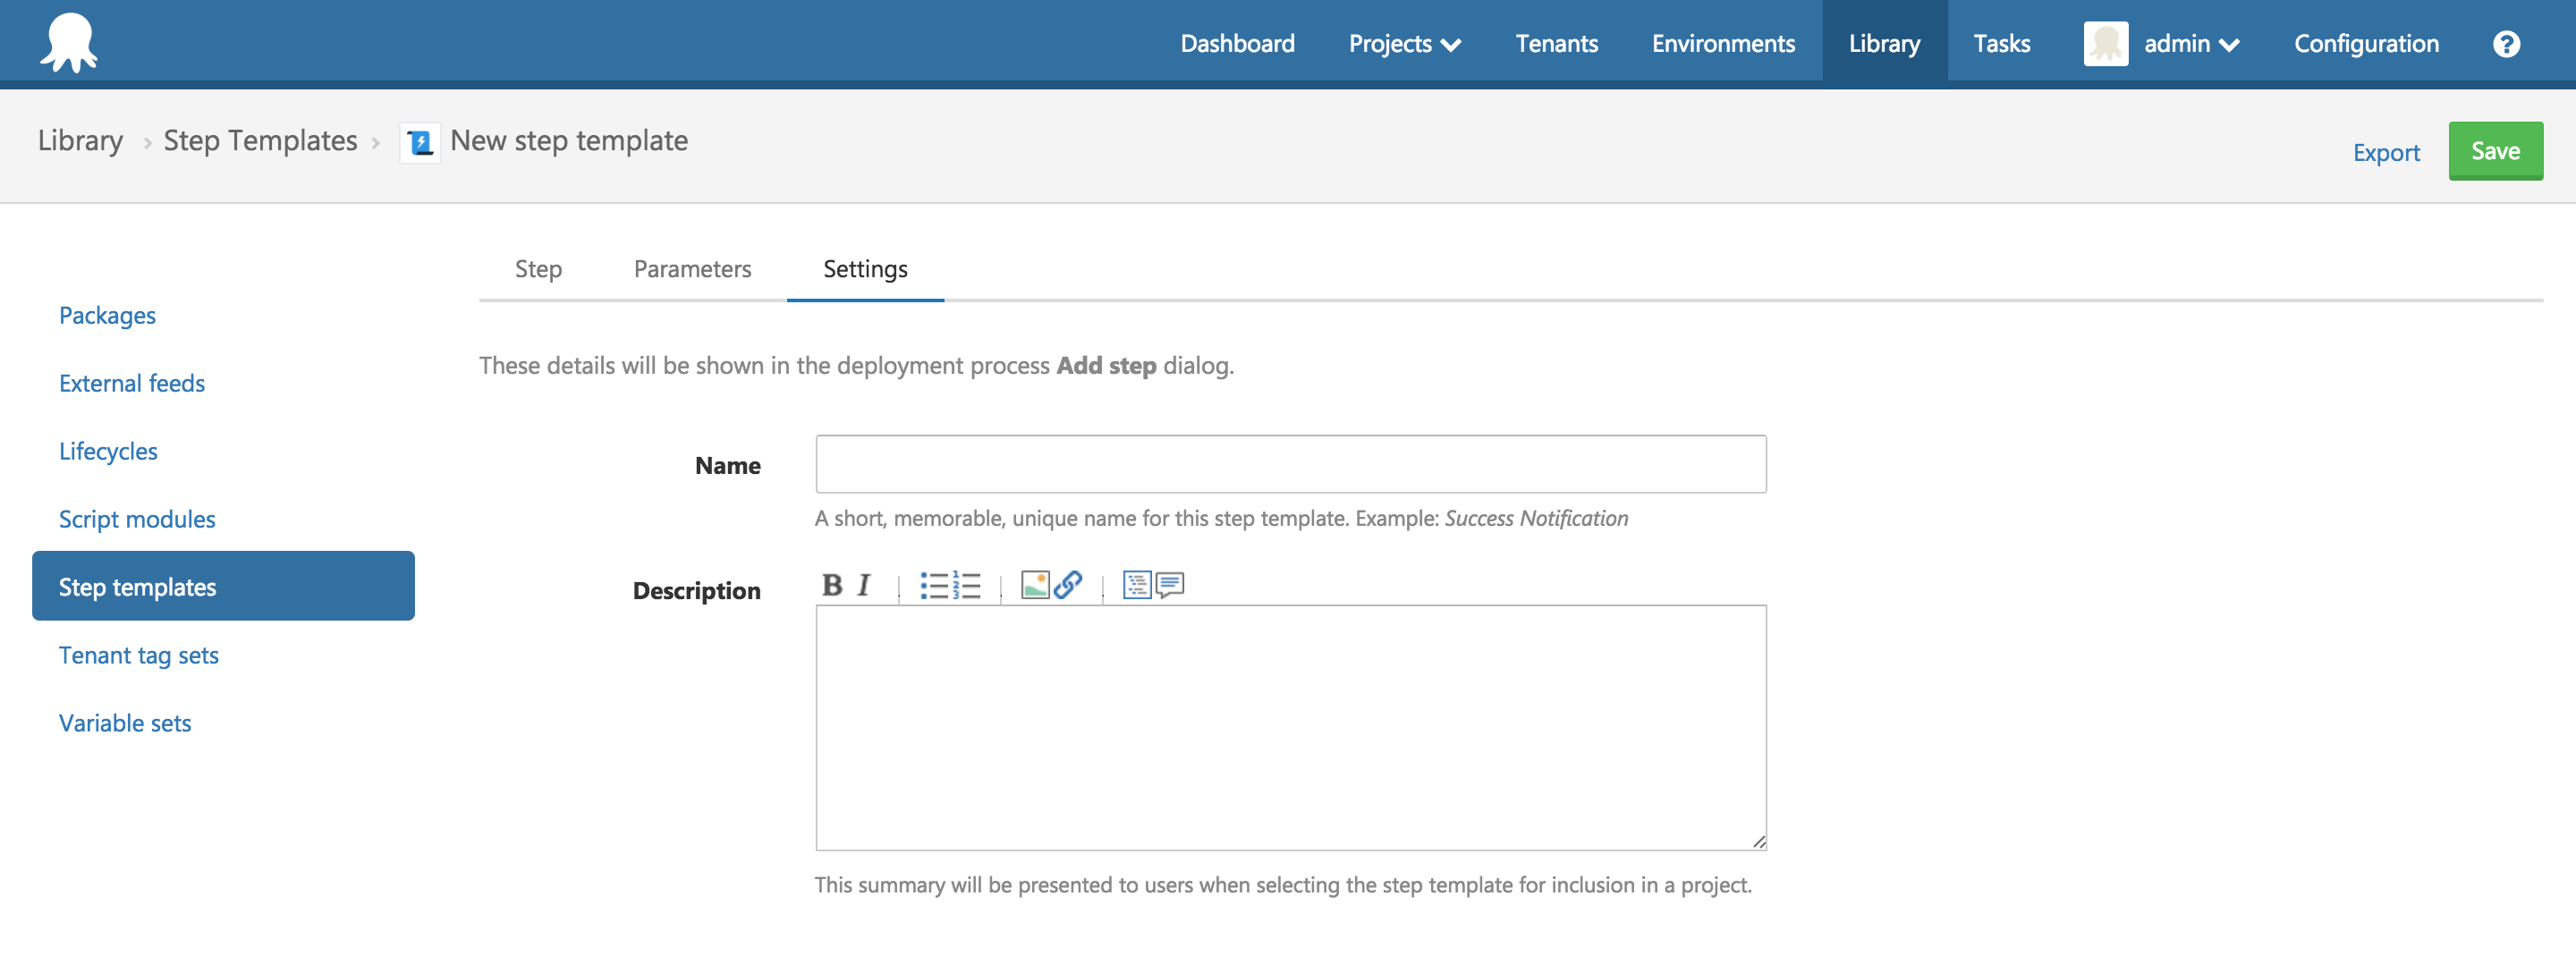 Dashboard Projects Tenants Environments Library Tasks admin Configuration ?
Library › Step Templates › New step template
Export Save
Step Parameters Settings
Packages
External feeds
Lifecycles
Script modules
Step templates
Tenant tag sets
Variable sets
These details will be shown in the deployment process Add step dialog.
Name
A short, memorable, unique name for this step template. Example: Success Notification
Description B I
This summary will be presented to users when selecting the step template for inclusion in a project.